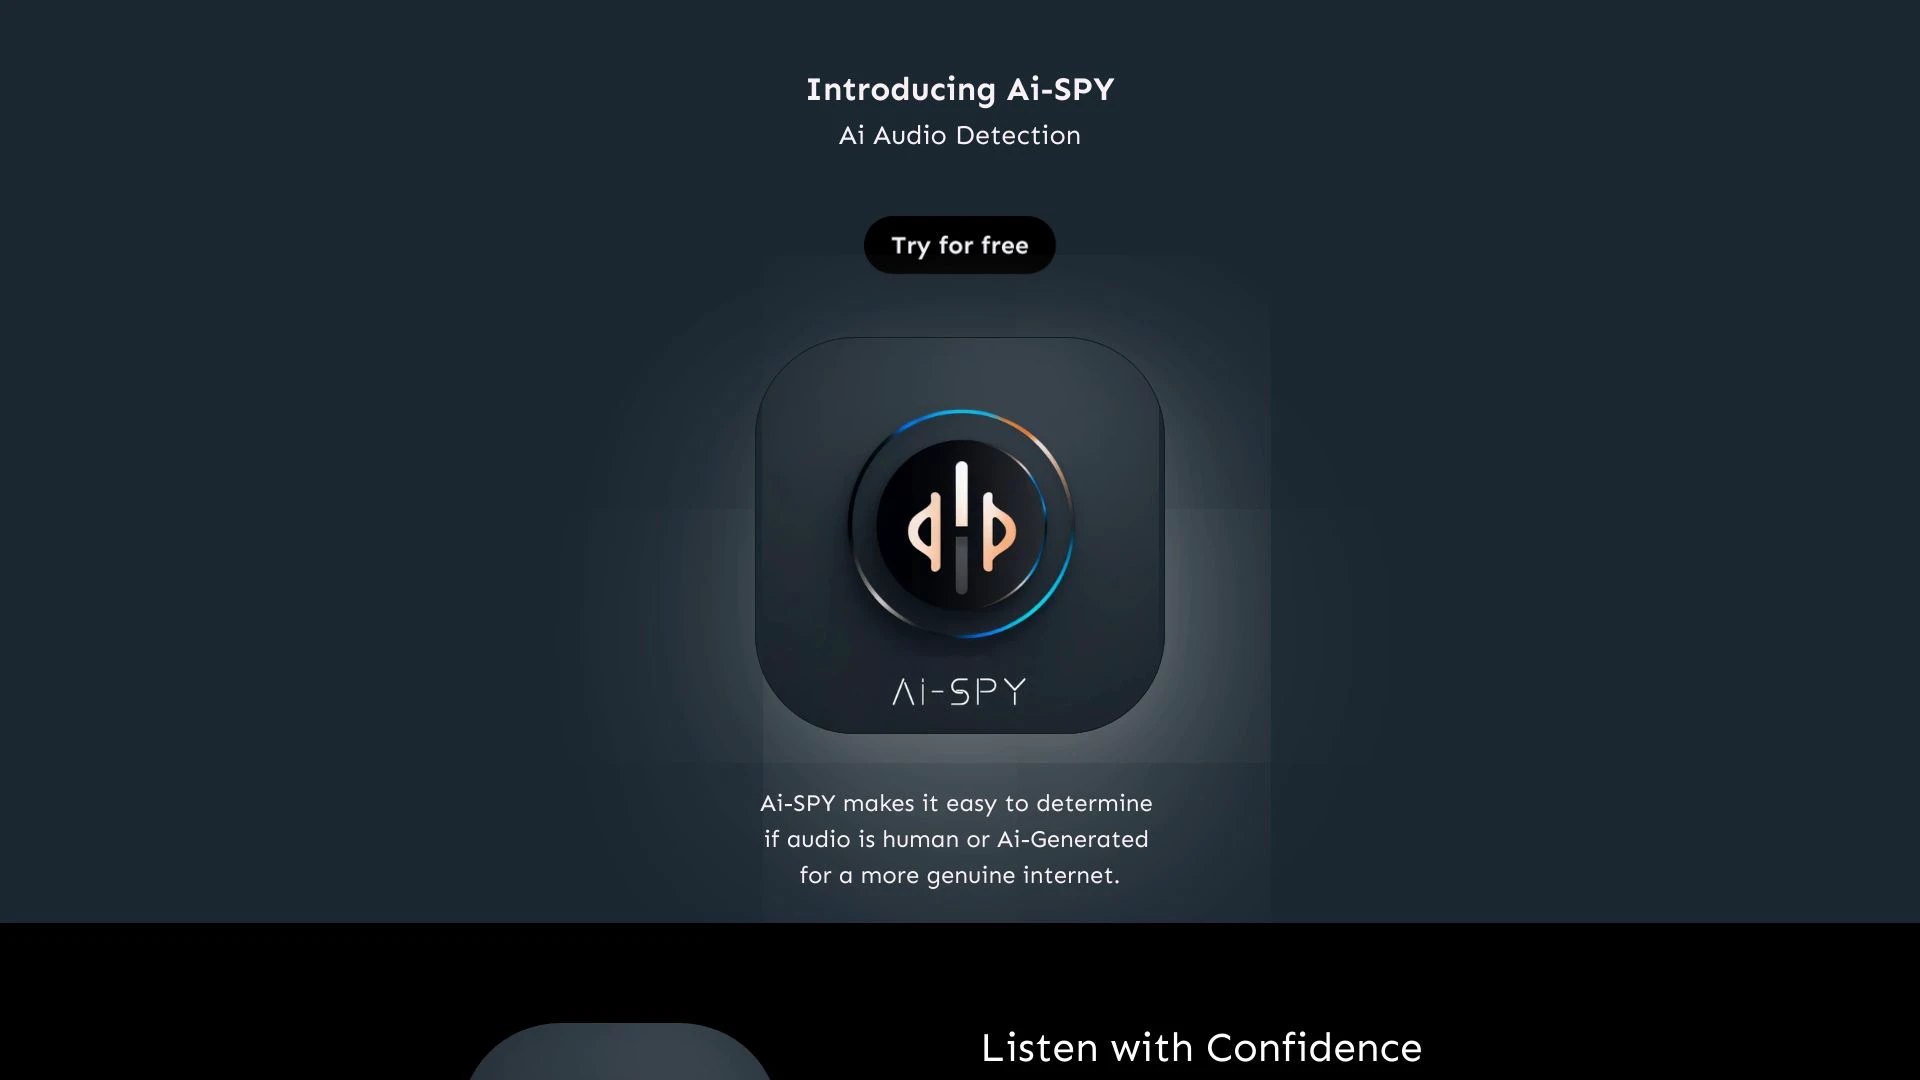 Introducing Ai-SPY
Ai Audio Detection
Try for free
Ai-SPY
Ai-SPY makes it easy to determine
if audio is human or Ai-Generated
for a more genuine internet.
Listen with Confidence